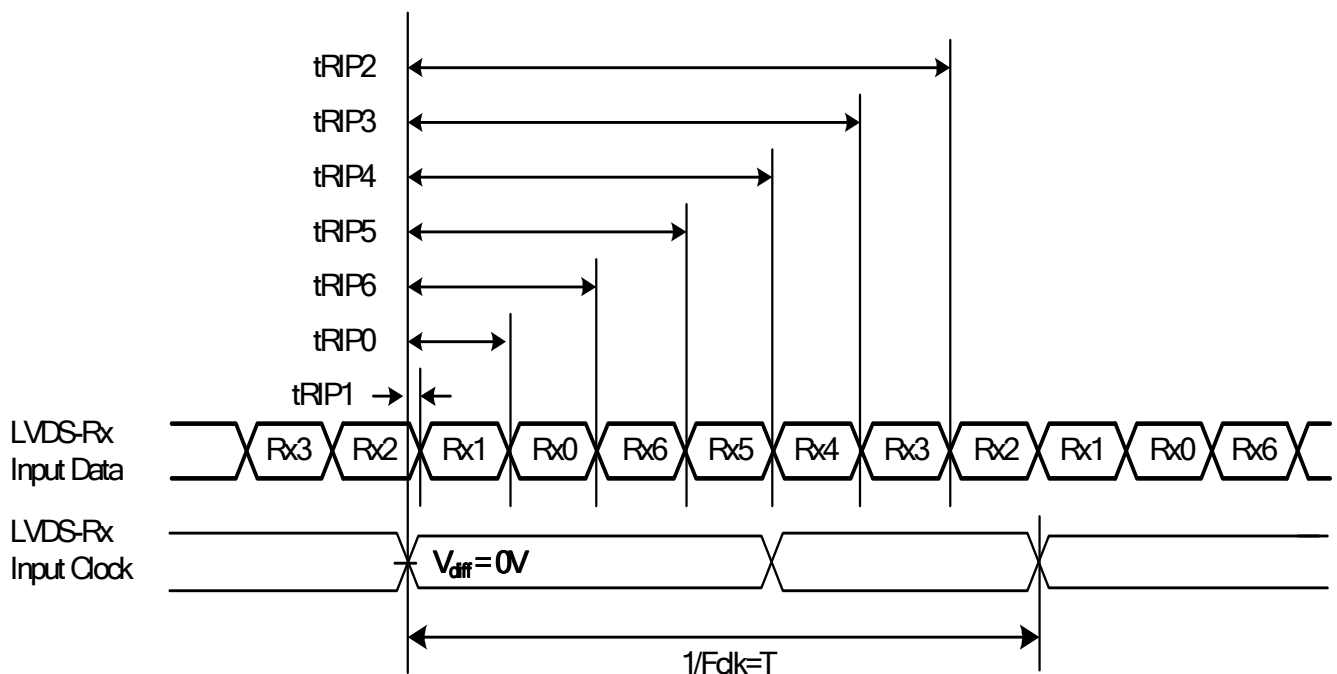 tRIP2
tRIP3
tRIP4
tRIP5
tRIP6
tRIP0
tRIP1
LVDS-Rx
Input Data
Rx3 Rx2 Rx1 Rx0 Rx6 Rx5 Rx4 Rx3 Rx2 Rx1 Rx0 Rx6
LVDS-Rx
Input Clock
Vdiff = 0V
1/Fclk=T